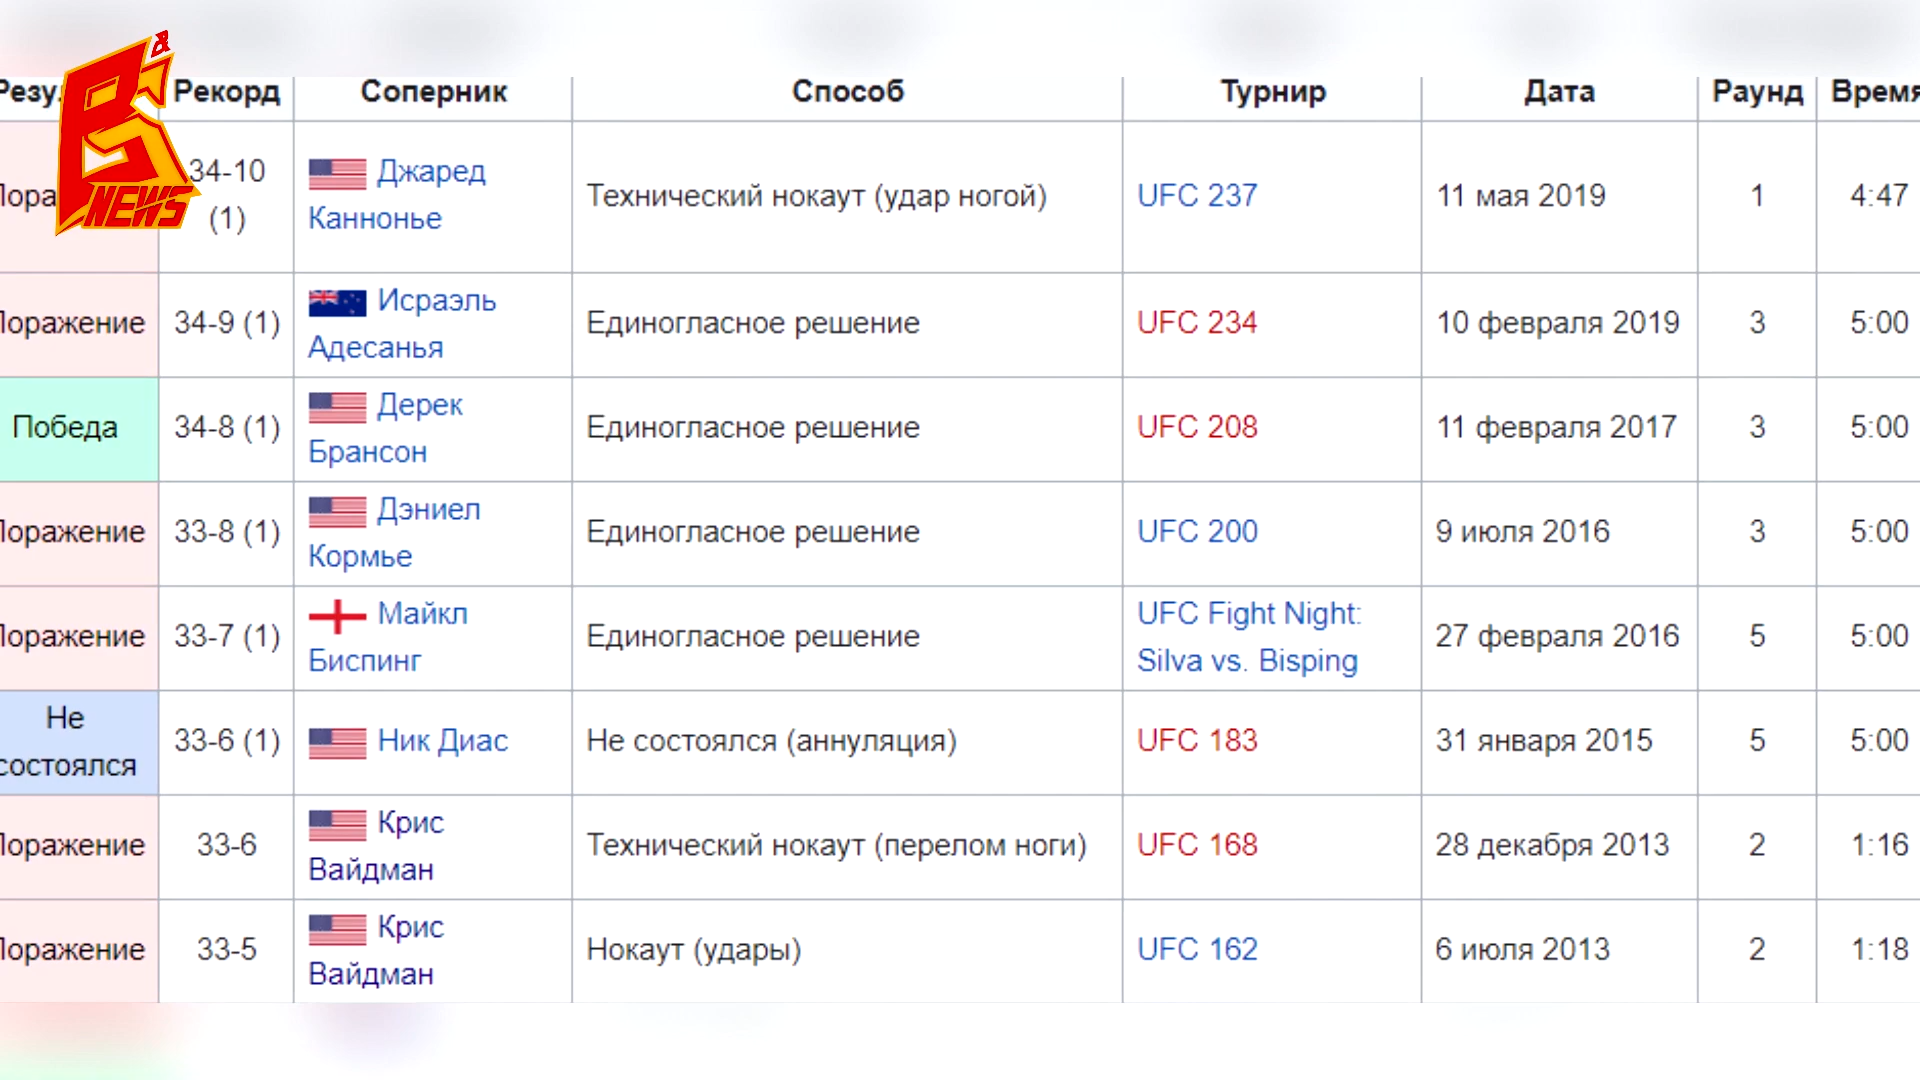 Рекорд Соперник Способ Турнир Дата Раунд Время
&
NEWS
34-10 (1) Джаред Каннонье Технический нокаут (удар ногой) UFC 237 11 мая 2019 1 4:47
Поражение 34-9 (1) Исраэль Адесанья Единогласное решение UFC 234 10 февраля 2019 3 5:00
Победа 34-8 (1) Дерек Брансон Единогласное решение UFC 208 11 февраля 2017 3 5:00
Поражение 33-8 (1) Дэниел Кормье Единогласное решение UFC 200 9 июля 2016 3 5:00
Поражение 33-7 (1) Майкл Биспинг Единогласное решение UFC Fight Night: Silva vs. Bisping 27 февраля 2016 5 5:00
Не состоялся 33-6 (1) Ник Диас Не состоялся (аннуляция) UFC 183 31 января 2015 5 5:00
Поражение 33-6 Крис Вайдман Технический нокаут (перелом ноги) UFC 168 28 декабря 2013 2 1:16
Поражение 33-5 Крис Вайдман Нокаут (удары) UFC 162 6 июля 2013 2 1:18